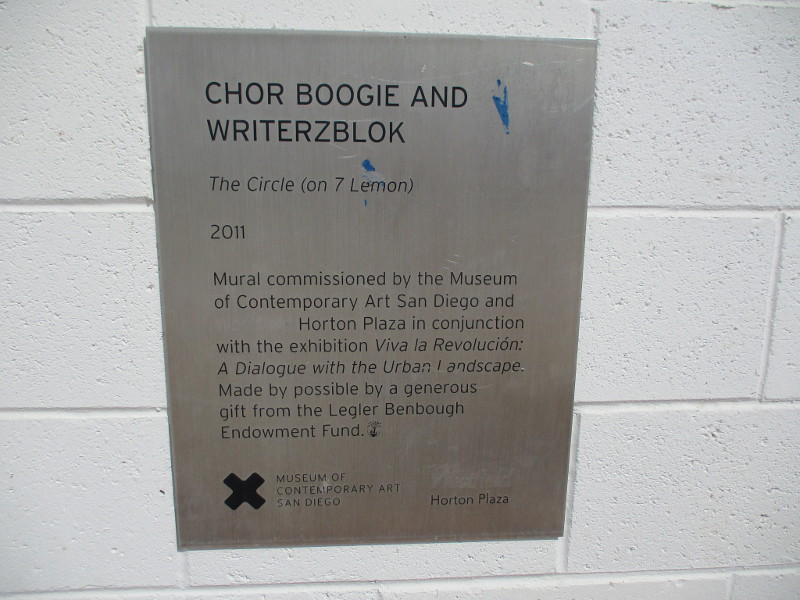 CHOR BOOGIE AND
WRITERZBLOK
The Circle (on 7 Lemon)
2011
Mural commissioned by the Museum
of Contemporary Art San Diego and
Horton Plaza in conjunction
with the exhibition Viva la Revolución:
A Dialogue with the Urban Landscape.
Made by possible by a generous
gift from the Legler Benbough
Endowment Fund.
MUSEUM OF
CONTEMPORARY ART
SAN DIEGO
Horton Plaza